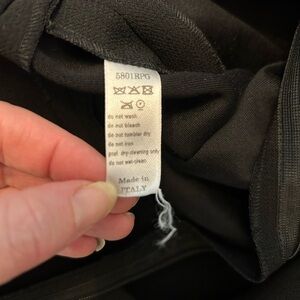 5801RPG
do not wash
do not bleach
do not tumbler dry
do not iron
prof. dry-cleaning only
do not wet-clean
Made in
ITALY